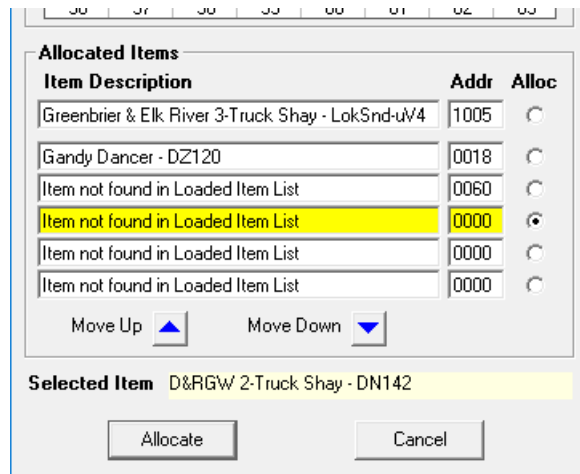 Allocated Items
Item Description Addr Alloc
Greenbrier & Elk River 3-Truck Shay - LokSnd-uV4 1005
Gandy Dancer - DZ120 0018
Item not found in Loaded Item List 0060
Item not found in Loaded Item List 0000
Item not found in Loaded Item List 0000
Item not found in Loaded Item List 0000
Move Up Move Down
Selected Item D&RGW 2-Truck Shay - DN142
Allocate Cancel